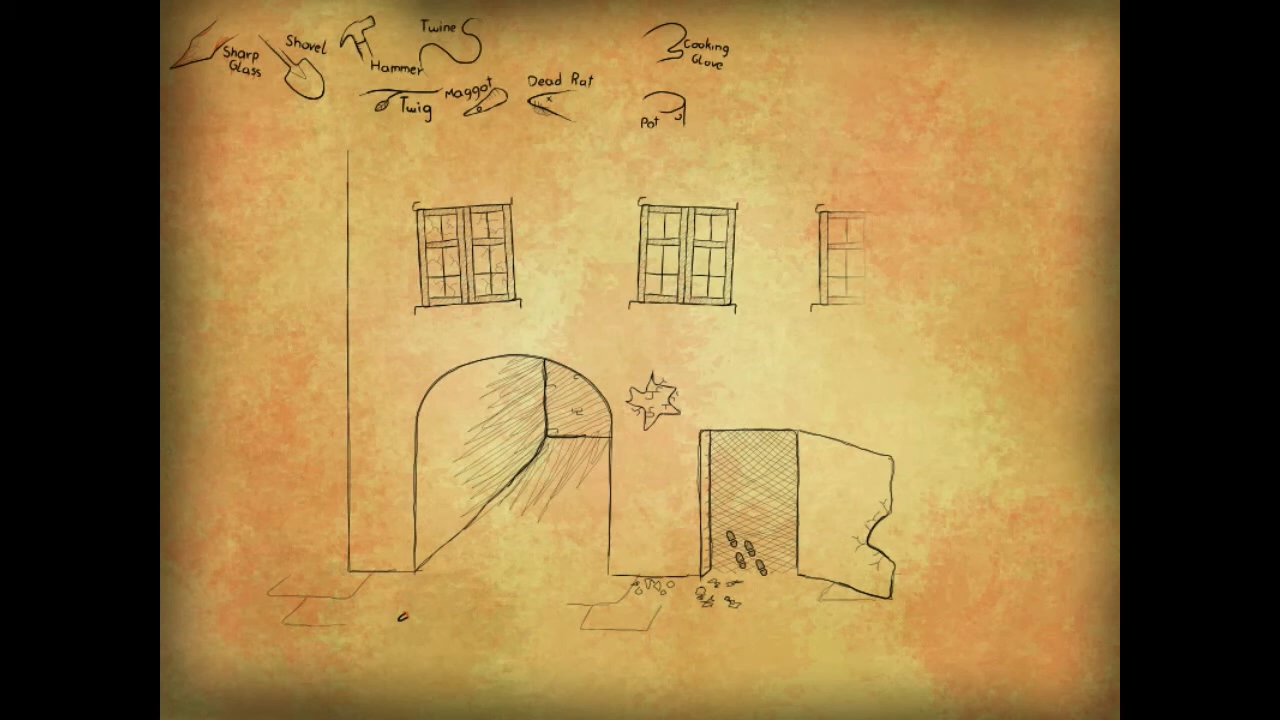 Sharp
Glass
Shovel
Hammer
Twine
Twig
Maggot
Dead Rat
Cooking
Glove
Pot